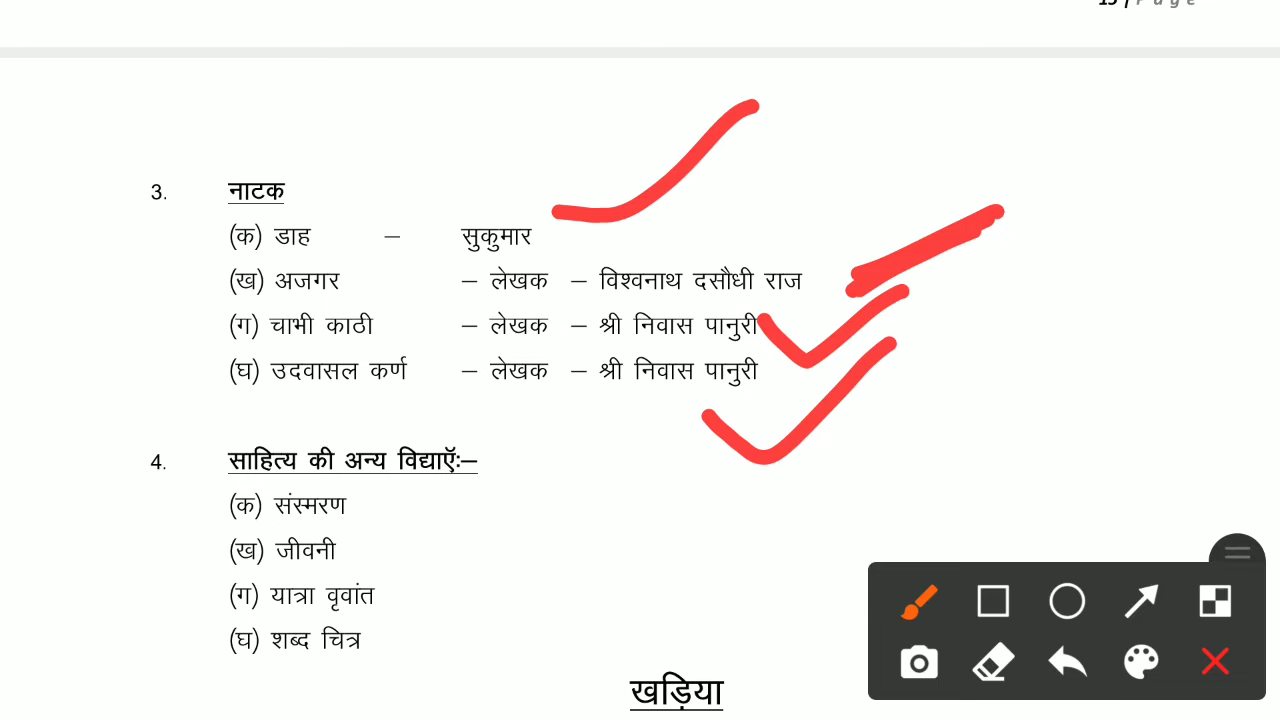 3. नाटक
(क) डाह – सुकुमार
(ख) अजगर – लेखक – विश्वनाथ दसौधी राज
(ग) चाभी काठी – लेखक – श्री निवास पानुरी
(घ) उदवासल कर्ण – लेखक – श्री निवास पानुरी
4. साहित्य की अन्य विद्याएँः–
(क) संस्मरण
(ख) जीवनी
(ग) यात्रा वृवांत
(घ) शब्द चित्र
खड़िया